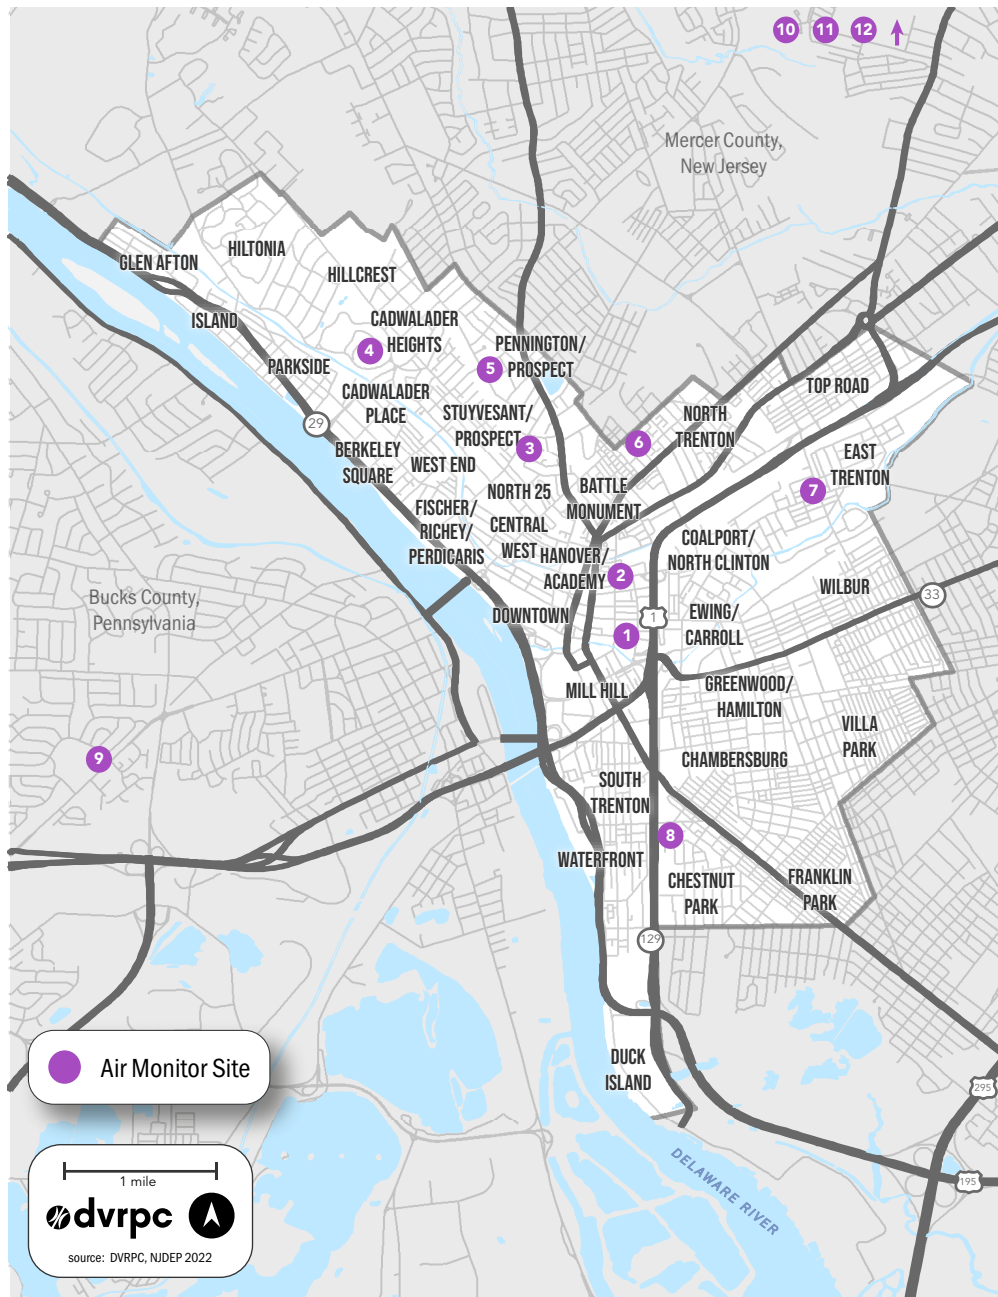 10 11 12
Mercer County,
New Jersey
GLEN AFTON
HILTONIA
HILLCREST
ISLAND
CADWALADER
HEIGHTS
4
PENNINGTON/
PROSPECT
5
PARKSIDE
CADWALADER
PLACE
TOP ROAD
STUYVESANT/
PROSPECT
3
NORTH
TRENTON
6
29
BERKELEY
SQUARE
WEST END
EAST
TRENTON
7
NORTH 25
BATTLE
MONUMENT
FISCHER/
RICHEY/
PERDICARIS
CENTRAL
WEST
HANOVER/
ACADEMY
2
COALPORT/
NORTH CLINTON
WILBUR
33
Bucks County,
Pennsylvania
DOWNTOWN
1
1
EWING/
CARROLL
MILL HILL
GREENWOOD/
HAMILTON
VILLA
PARK
9
CHAMBERSBURG
SOUTH
TRENTON
8
WATERFRONT
CHESTNUT
PARK
FRANKLIN
PARK
129
DUCK
ISLAND
Air Monitor Site
295
195
DELAWARE RIVER
1 mile
dvrpc
source: DVRPC, NJDEP 2022